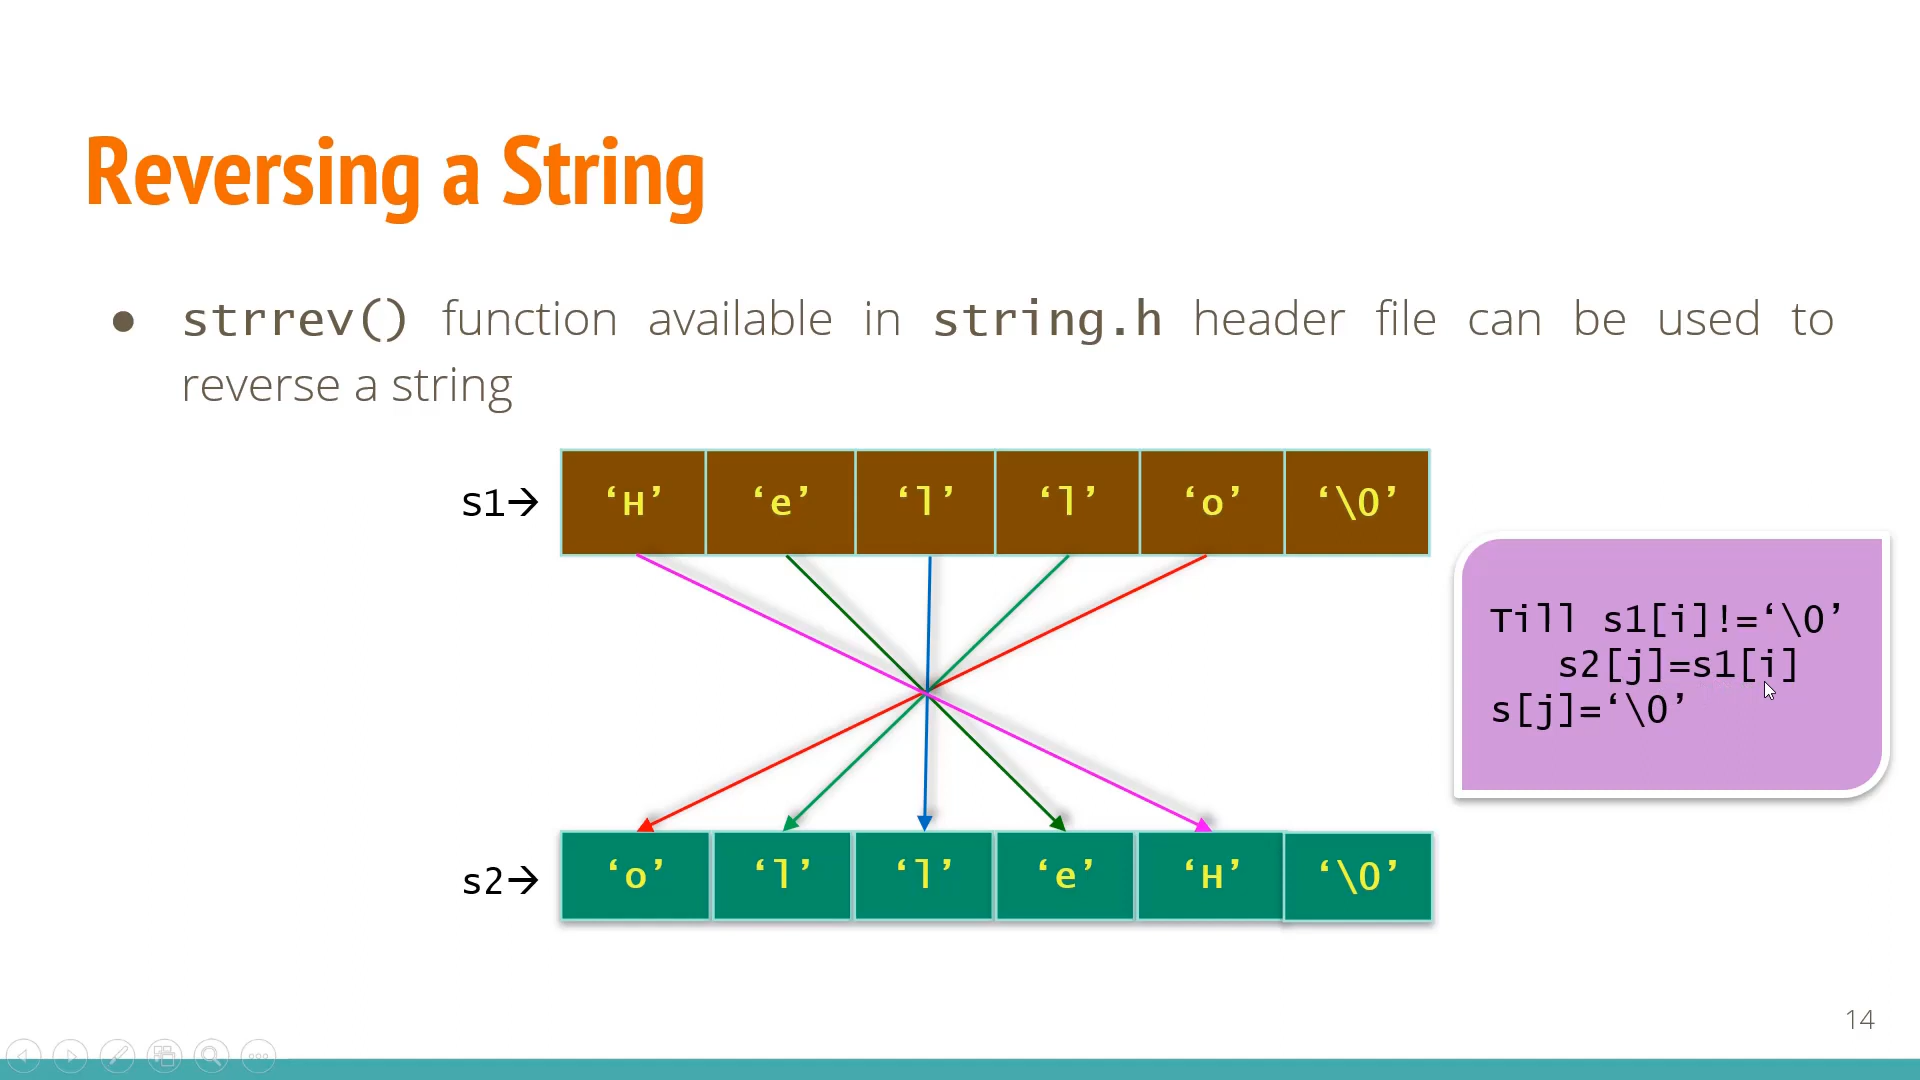 Reversing a String
● strrev() function available in string.h header file can be used to
reverse a string
s1→ ‘H’ ‘e’ ‘l’ ‘l’ ‘o’ ‘\0’
Till s1[i]!=‘\0’
s2[j]=s1[i]
s[j]=‘\0’
s2→ ‘o’ ‘l’ ‘l’ ‘e’ ‘H’ ‘\0’
14